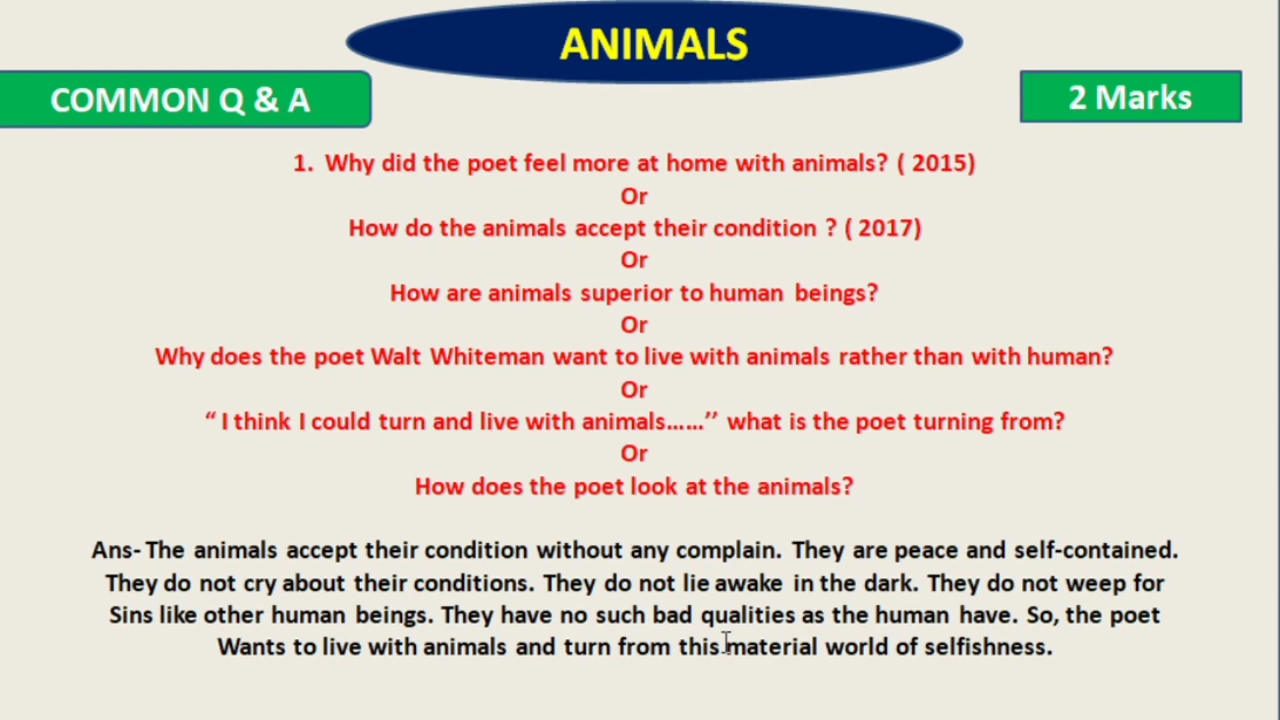 ANIMALS
COMMON Q & A
2 Marks
1. Why did the poet feel more at home with animals? ( 2015)
Or
How do the animals accept their condition ? ( 2017)
Or
How are animals superior to human beings?
Or
Why does the poet Walt Whiteman want to live with animals rather than with human?
Or
“ I think I could turn and live with animals……’’ what is the poet turning from?
Or
How does the poet look at the animals?
Ans- The animals accept their condition without any complain. They are peace and self-contained.
They do not cry about their conditions. They do not lie awake in the dark. They do not weep for
Sins like other human beings. They have no such bad qualities as the human have. So, the poet
Wants to live with animals and turn from this material world of selfishness.